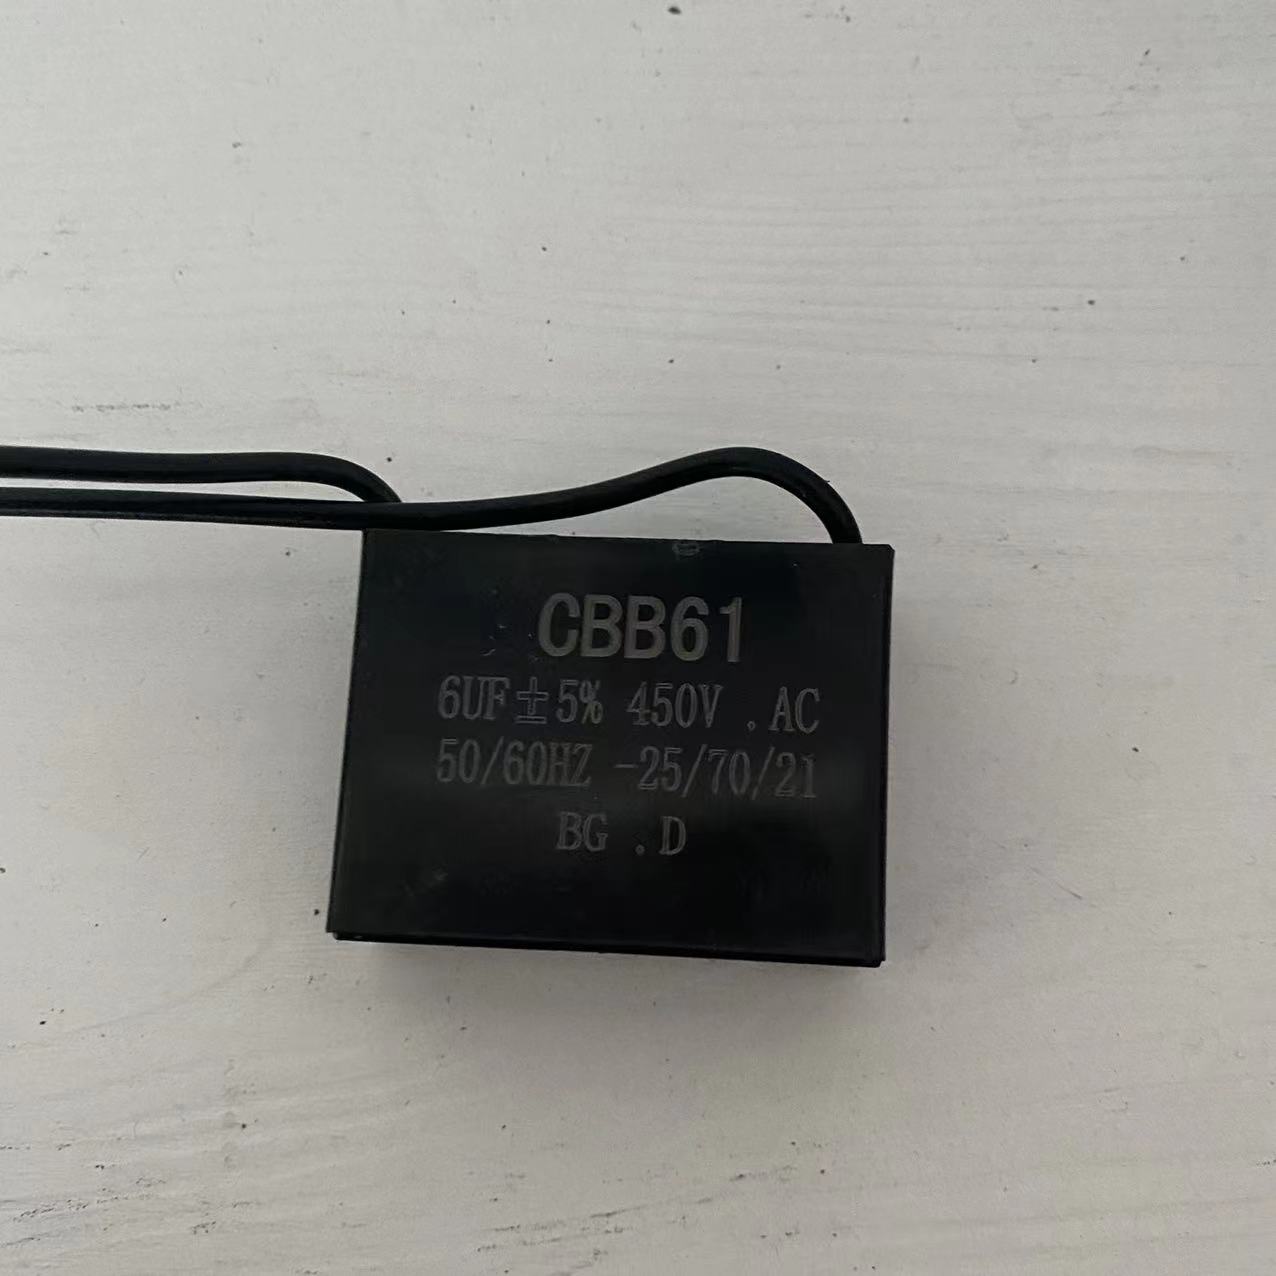 CBB61
6UF±5% 450V .AC
50/60HZ -25/70/21
BG .D